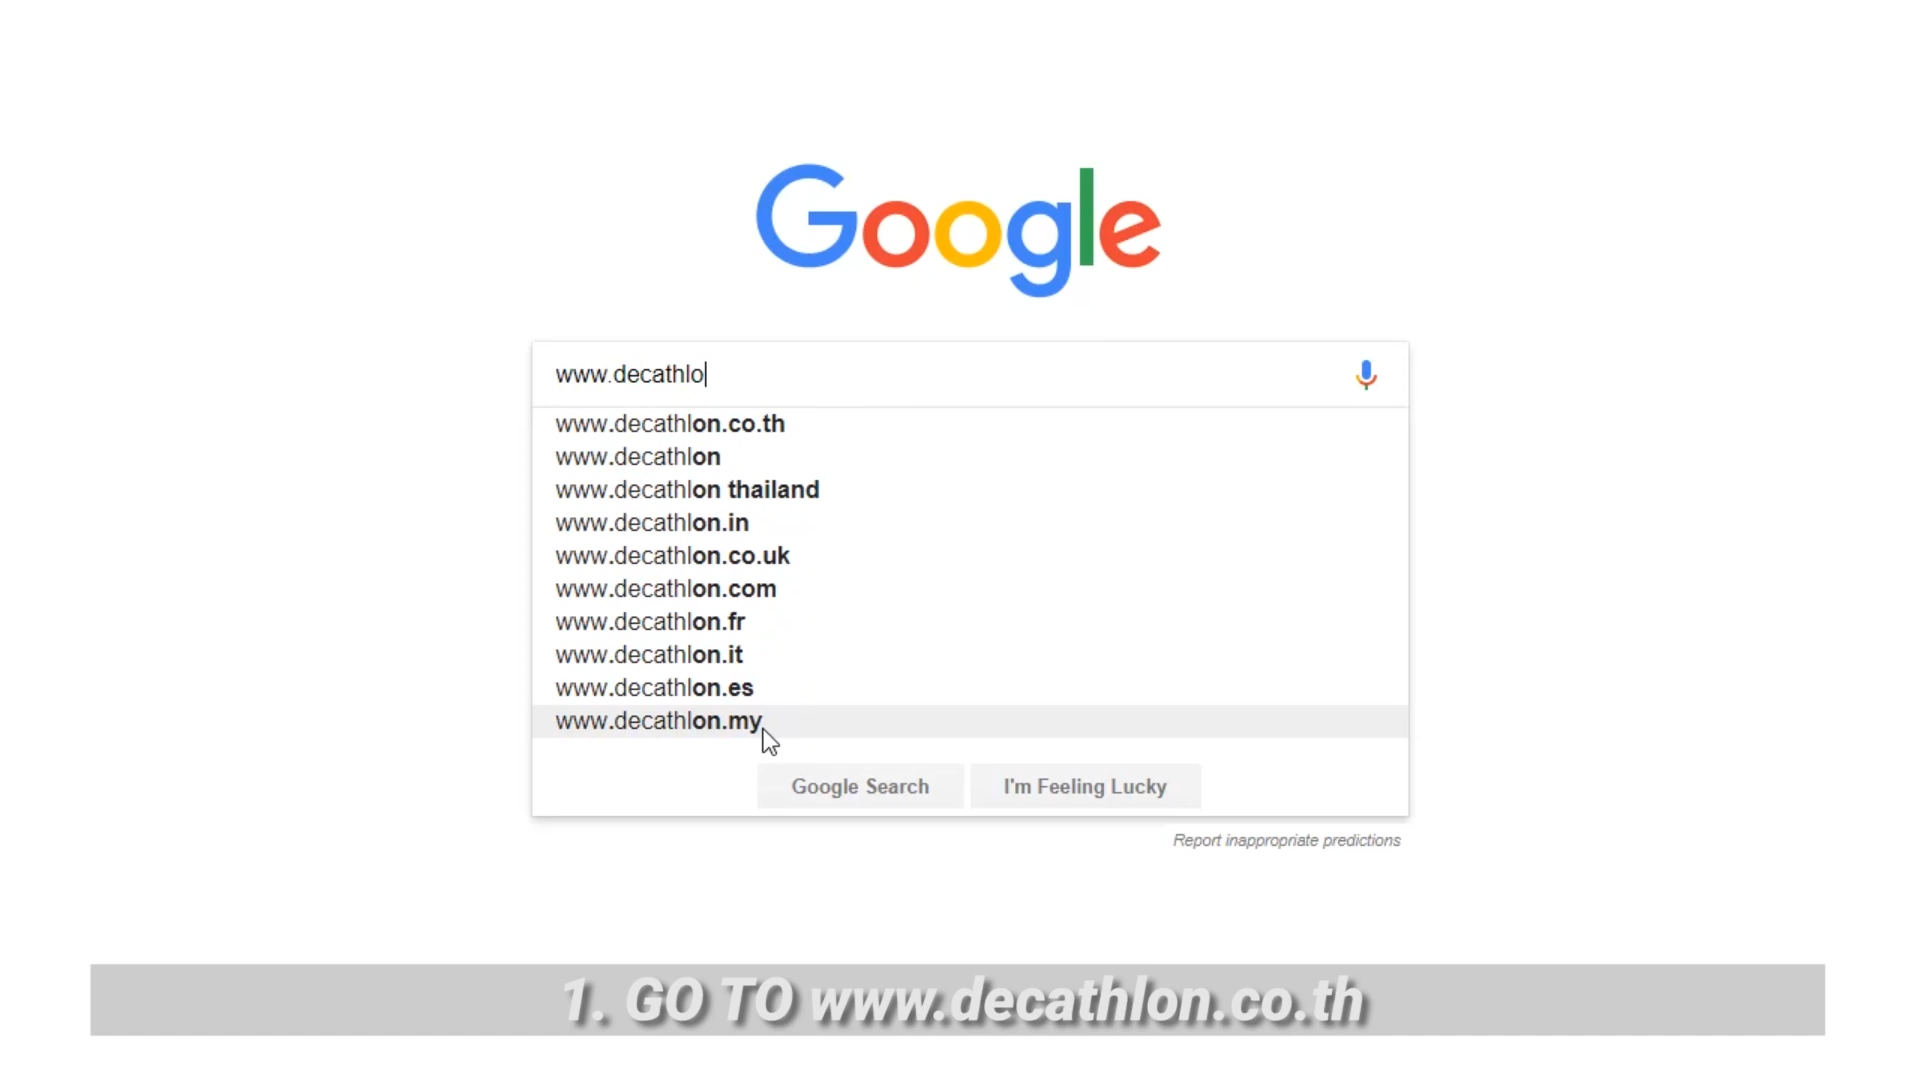 Google
www.decathlo
www.decathlon.co.th
www.decathlon
www.decathlon thailand
www.decathlon.in
www.decathlon.co.uk
www.decathlon.com
www.decathlon.fr
www.decathlon.it
www.decathlon.es
www.decathlon.my
Google Search
I'm Feeling Lucky
Report inappropriate predictions
1. GO TO www.decathlon.co.th